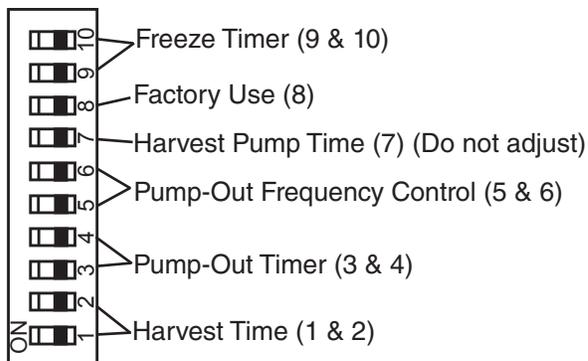 10
Freeze Timer (9 & 10)
9
8
Factory Use (8)
7
Harvest Pump Time (7) (Do not adjust)
6
Pump-Out Frequency Control (5 & 6)
5
4
Pump-Out Timer (3 & 4)
3
2
Harvest Time (1 & 2)
1
ON